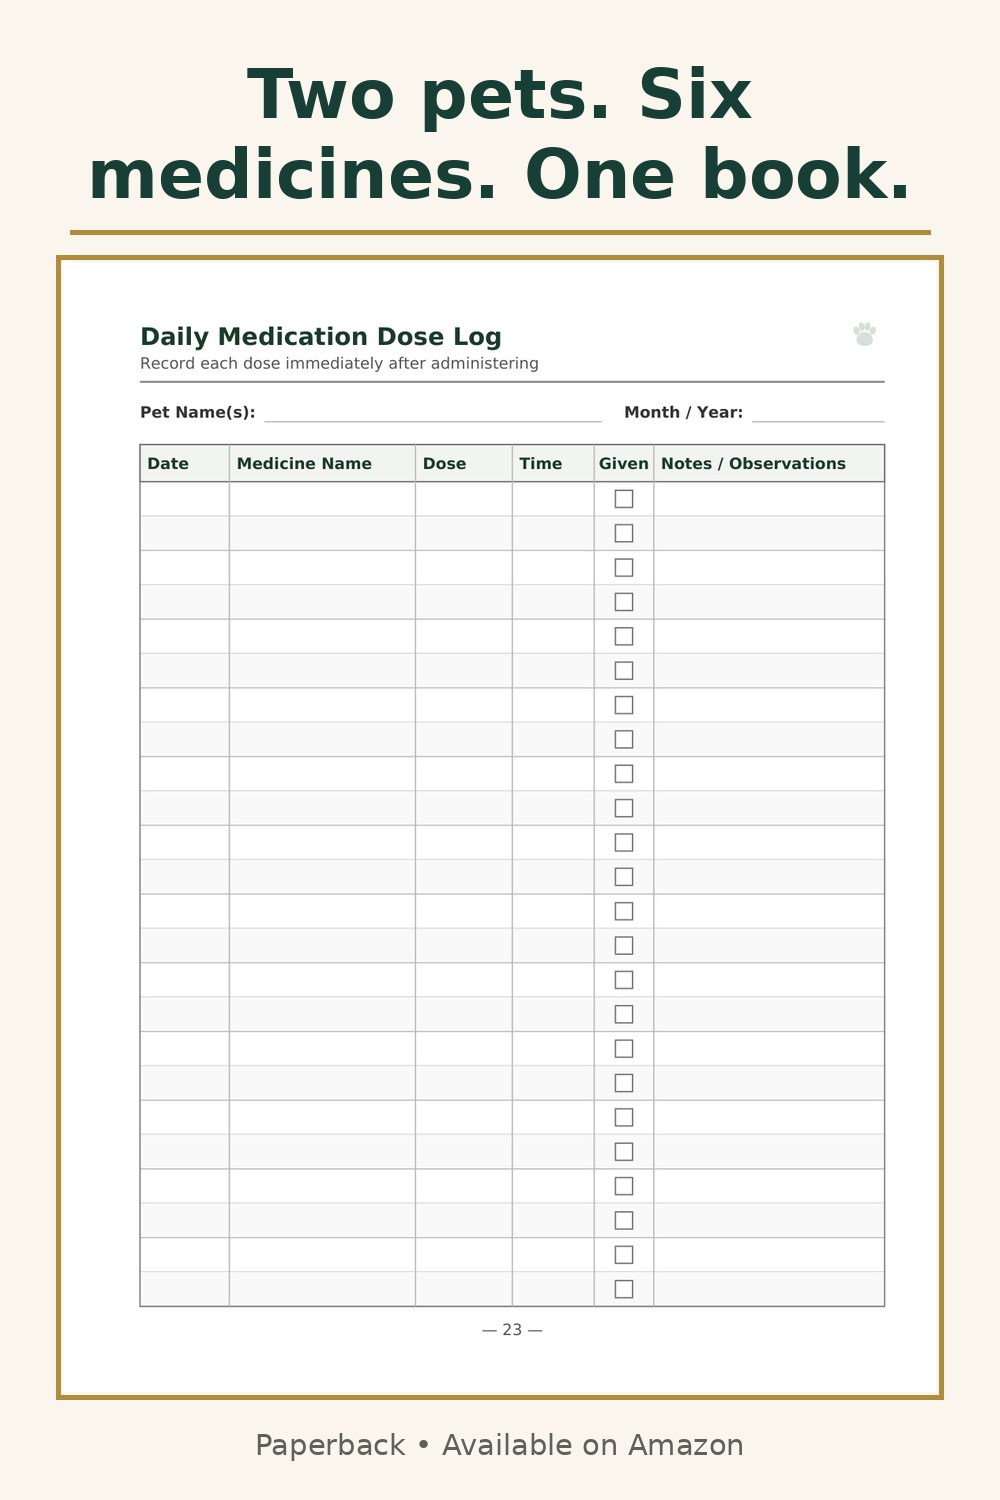 Two pets. Six
medicines. One book.
Daily Medication Dose Log
Record each dose immediately after administering
Pet Name(s): Month / Year:
Date Medicine Name Dose Time Given Notes / Observations
— 23 —
Paperback • Available on Amazon